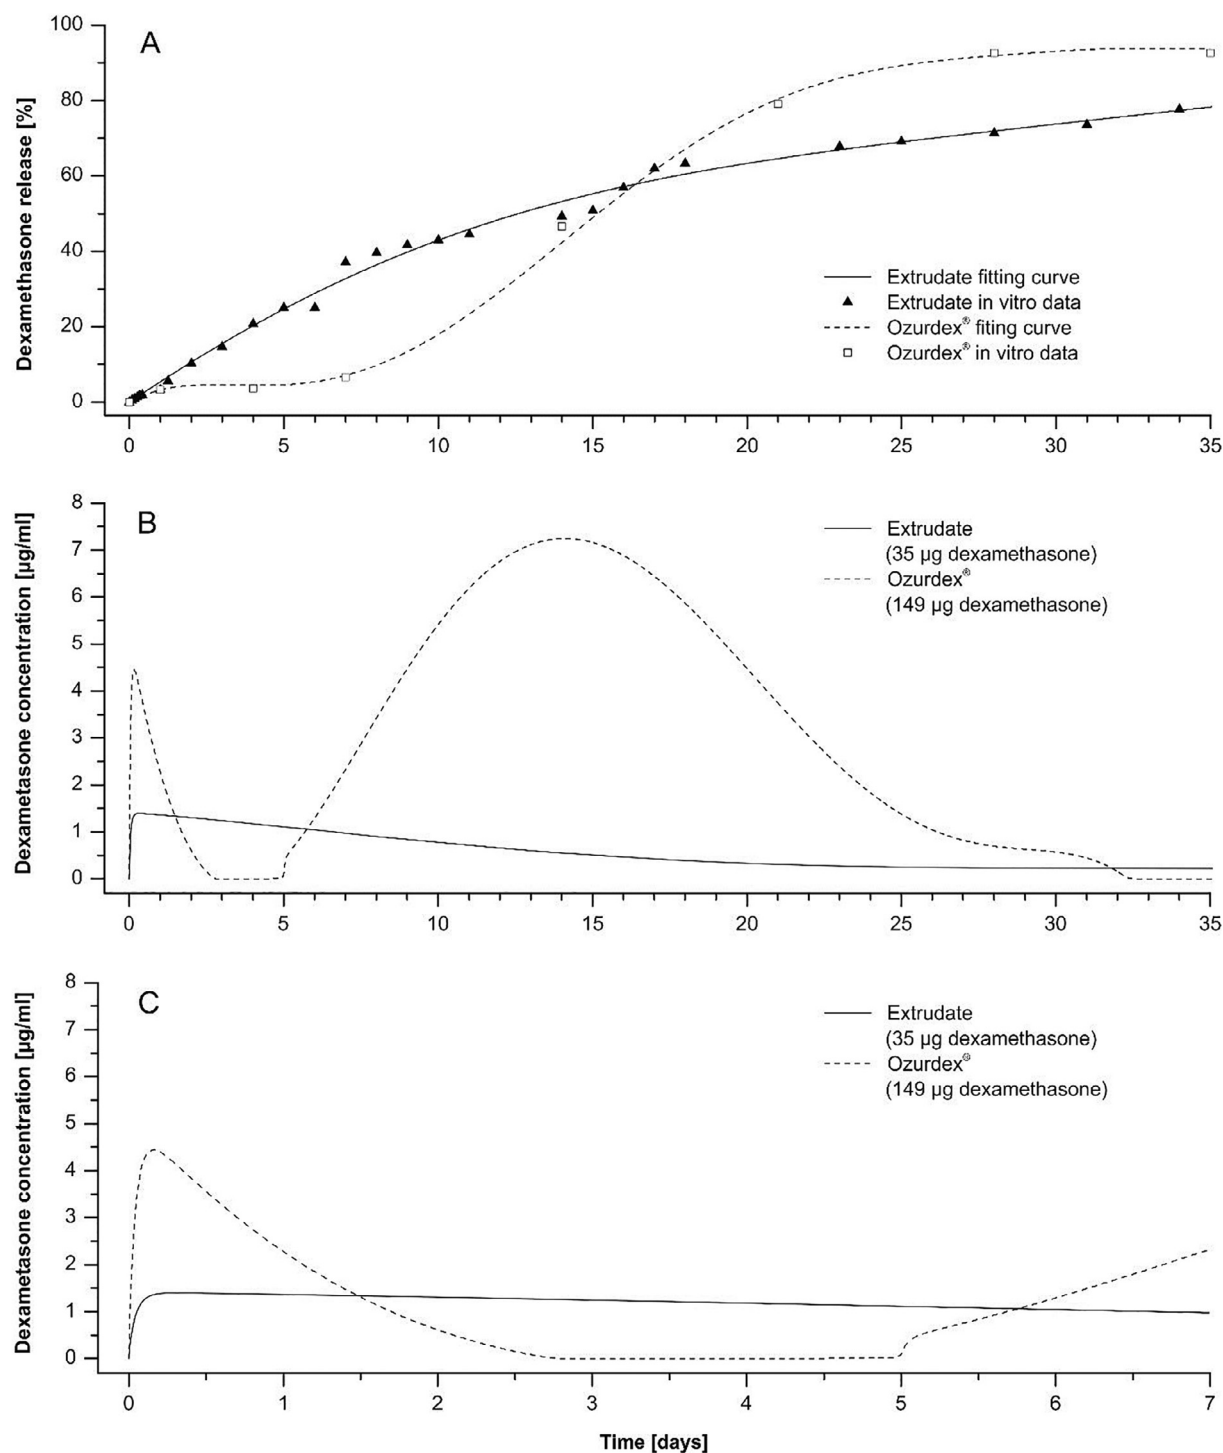 A
Dexamethasone release [%]
100
80
60
40
20
0
Extrudate fitting curve
Extrudate in vitro data
Ozurdex® fiting curve
Ozurdex® in vitro data
0 5 10 15 20 25 30 35
B
Dexametasone concentration [µg/ml]
8
7
6
5
4
3
2
1
0
Extrudate
(35 µg dexamethasone)
Ozurdex®
(149 µg dexamethasone)
0 5 10 15 20 25 30 35
C
Dexametasone concentration [µg/ml]
8
7
6
5
4
3
2
1
0
Extrudate
(35 µg dexamethasone)
Ozurdex®
(149 µg dexamethasone)
0 1 2 3 4 5 6 7
Time [days]